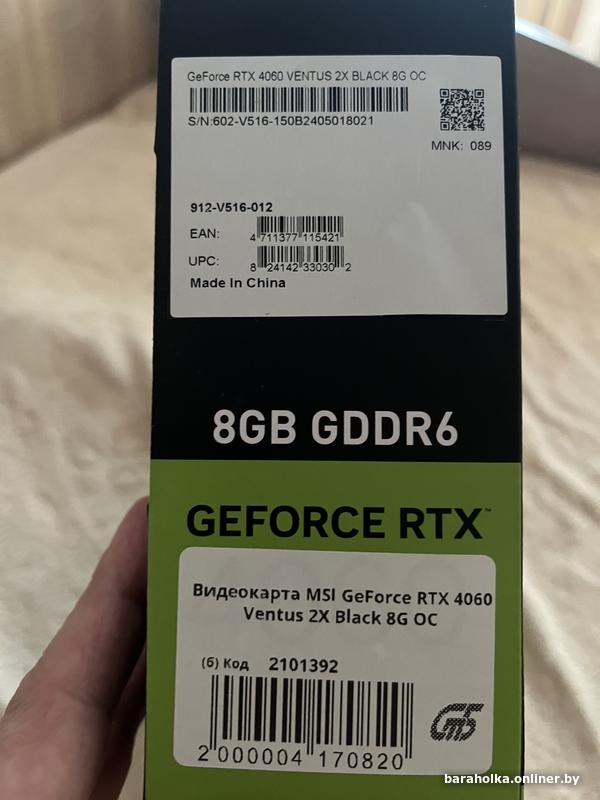 GeForce RTX 4060 VENTUS 2X BLACK 8G OC
S/N:602-V516-150B2405018021
MNK: 089
912-V516-012
EAN:
4 711377 115421
UPC:
8 24142 33030 2
Made In China
8GB GDDR6
GEFORCE RTX™
Видеокарта MSI GeForce RTX 4060
Ventus 2X Black 8G OC
(б) Код 2101392
2 000004 170820
baraholka.onliner.by